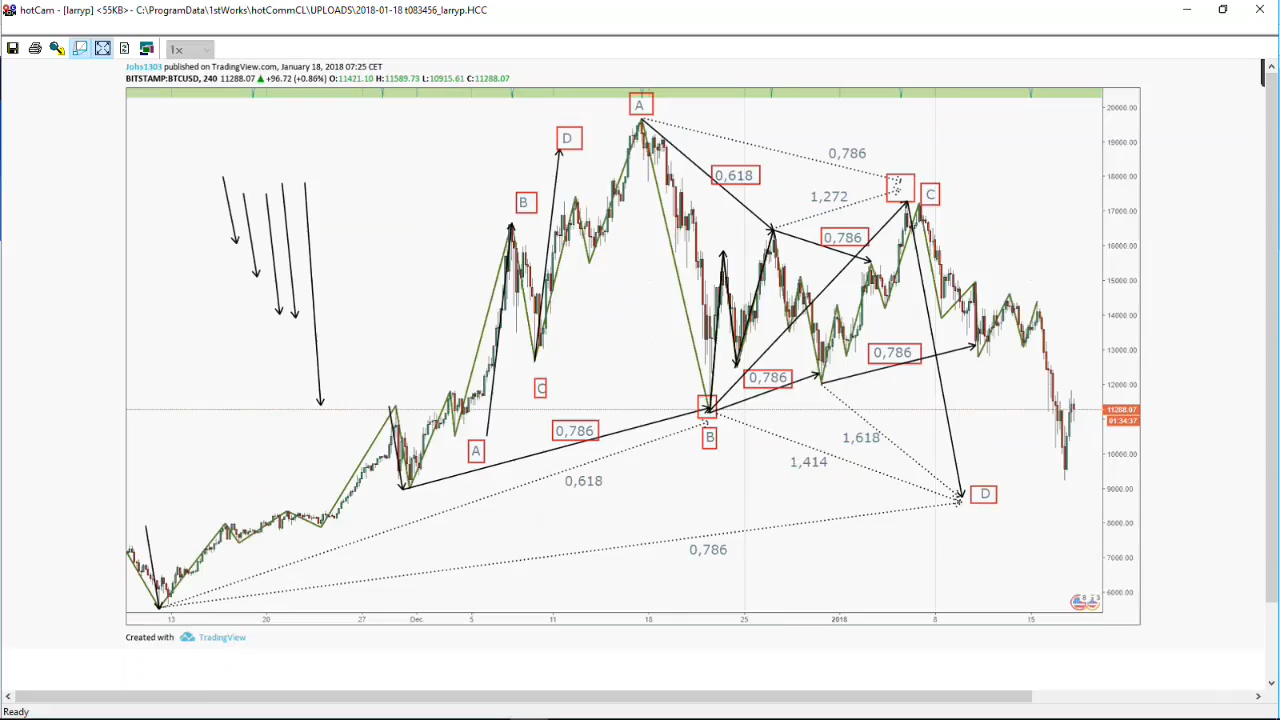 hotCam - [larryp] <55KB> - C:\ProgramData\1stWorks\hotCommCL\UPLOADS\2018-01-18 t083456_larryp.HCC
1x
Johs1303 published on TradingView.com, January 18, 2018 07:25 CET
BITSTAMP:BTCUSD, 240 11288.07 ▲ +96.72 (+0.86%) O:11421.10 H:11589.73 L:10915.61 C:11288.07
A
20000.00
D
19000.00
0,786
0,618
18000.00
1,272
C
B
17000.00
0,786
16000.00
15000.00
14000.00
0,786
13000.00
0,786
C
12000.00
11288.07
01:34:37
0,786
B
1,618
A
10000.00
1,414
0,618
D
9000.00
8000.00
0,786
7000.00
6000.00
13
20
27
Dec.
5
11
18
25
2018
8
15
Created with TradingView
Ready